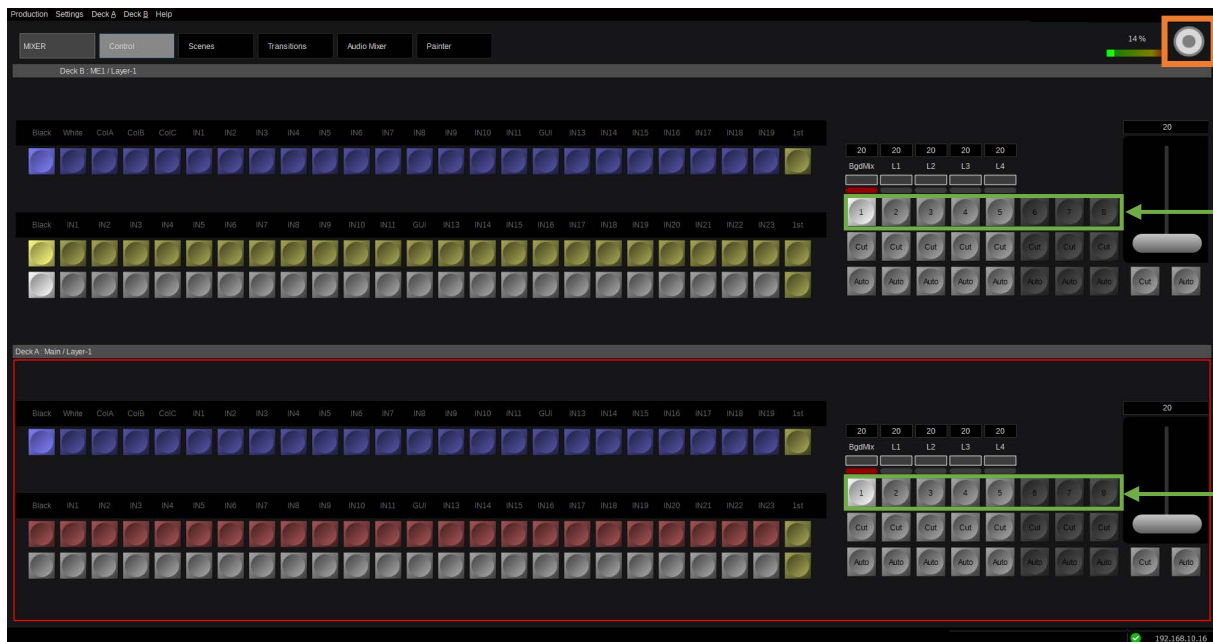 Production Settings Deck A Deck B Help
MIXER Control Scenes Transitions Audio Mixer Painter 14 %
Deck B : ME1 / Layer-1
Black White ColA ColB ColC IN1 IN2 IN3 IN4 IN5 IN6 IN7 IN8 IN9 IN10 IN11 GUI IN13 IN14 IN15 IN16 IN17 IN18 IN19 1st
20
20 20 20 20 20
BgdMix L1 L2 L3 L4
1 2 3 4 5 6 7 8
Black IN1 IN2 IN3 IN4 IN5 IN6 IN7 IN8 IN9 IN10 IN11 GUI IN13 IN14 IN15 IN16 IN17 IN18 IN19 IN20 IN21 IN22 IN23 1st
Cut Cut Cut Cut Cut Cut Cut Cut
Auto Auto Auto Auto Auto Auto Auto Auto Cut Auto
Deck A : Main / Layer-1
Black White ColA ColB ColC IN1 IN2 IN3 IN4 IN5 IN6 IN7 IN8 IN9 IN10 IN11 GUI IN13 IN14 IN15 IN16 IN17 IN18 IN19 1st
20
20 20 20 20 20
BgdMix L1 L2 L3 L4
1 2 3 4 5 6 7 8
Black IN1 IN2 IN3 IN4 IN5 IN6 IN7 IN8 IN9 IN10 IN11 GUI IN13 IN14 IN15 IN16 IN17 IN18 IN19 IN20 IN21 IN22 IN23 1st
Cut Cut Cut Cut Cut Cut Cut Cut
Auto Auto Auto Auto Auto Auto Auto Auto Cut Auto
192.168.10.16